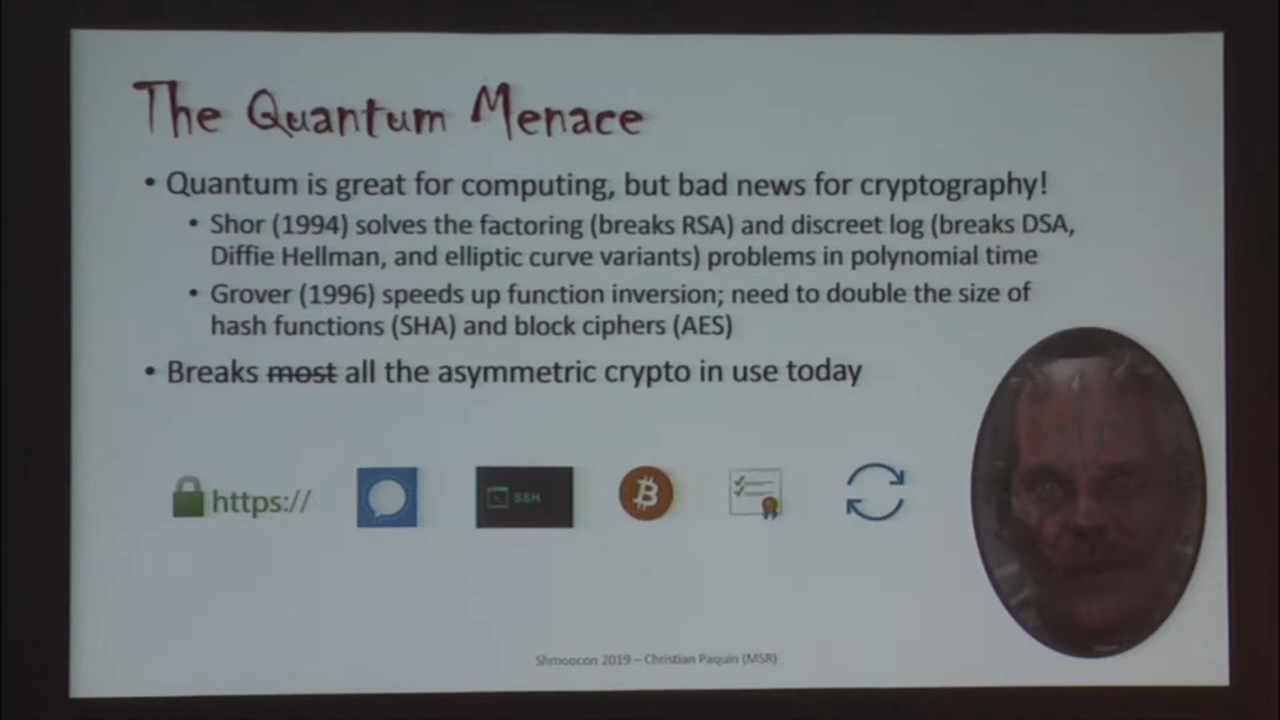 The Quantum Menace
• Quantum is great for computing, but bad news for cryptography!
• Shor (1994) solves the factoring (breaks RSA) and discreet log (breaks DSA,
Diffie Hellman, and elliptic curve variants) problems in polynomial time
• Grover (1996) speeds up function inversion; need to double the size of
hash functions (SHA) and block ciphers (AES)
• Breaks most all the asymmetric crypto in use today
https://
SSH
Shmoocon 2019 – Christian Paquin (MSR)